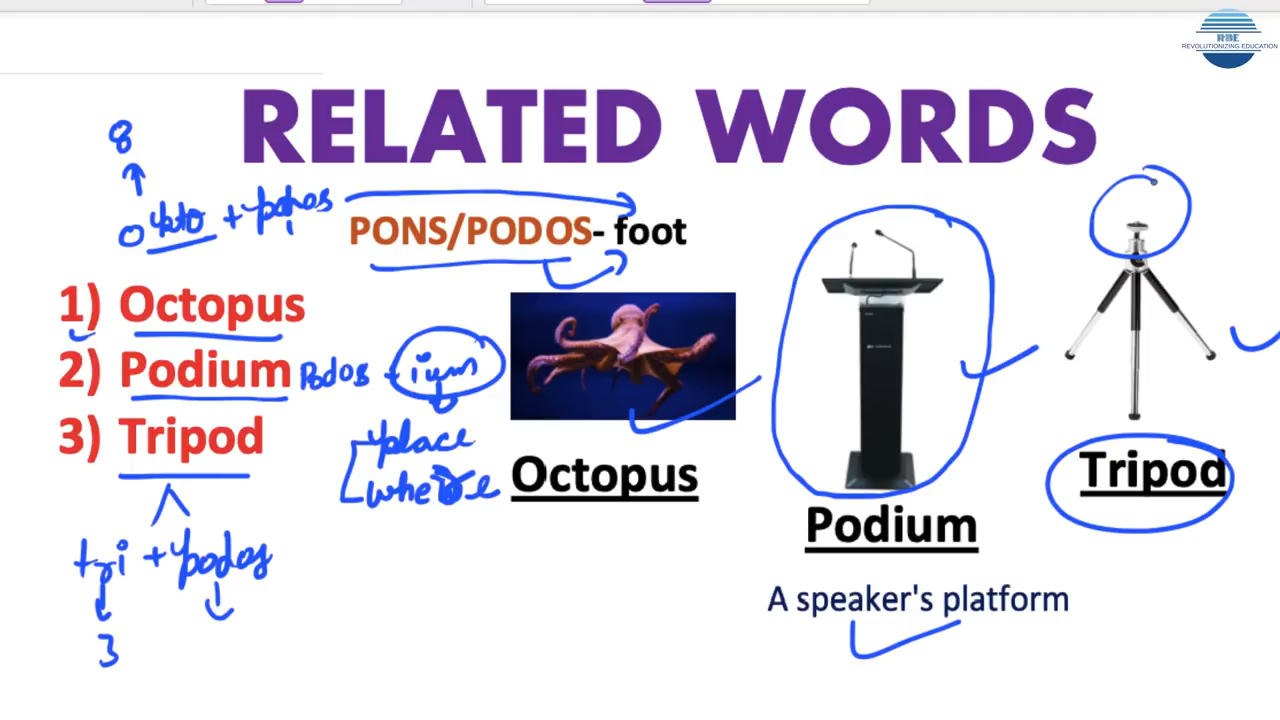 RBE
REVOLUTIONIZING EDUCATION
RELATED WORDS
8
okto + podos
PONS/PODOS- foot
1) Octopus
2) Podium Podos + ium
3) Tripod
place
where
tri + podos
3
Octopus
Podium
A speaker's platform
Tripod